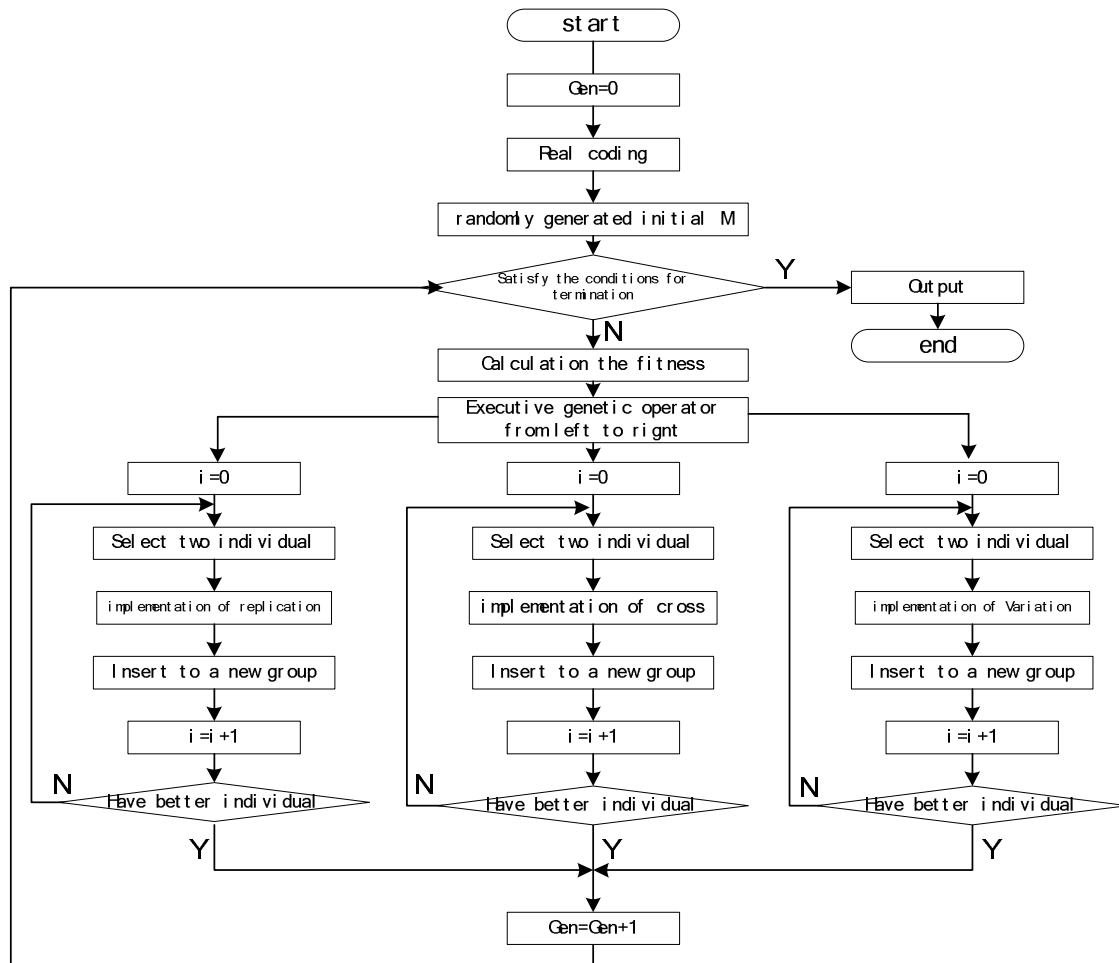 start
Gen=0
Real coding
randomly generated initial M
Satisfy the conditions for
termination
Y
Output
end
N
Calculation the fitness
Executive genetic operator
from left to rignt
i=0
i=0
i=0
Select two individual
Select two individual
Select two individual
implementation of replication
implementation of cross
implementation of Variation
Insert to a new group
Insert to a new group
Insert to a new group
i=i+1
i=i+1
i=i+1
N
Have better individual
N
Have better individual
N
Have better individual
Y
Y
Y
Gen=Gen+1